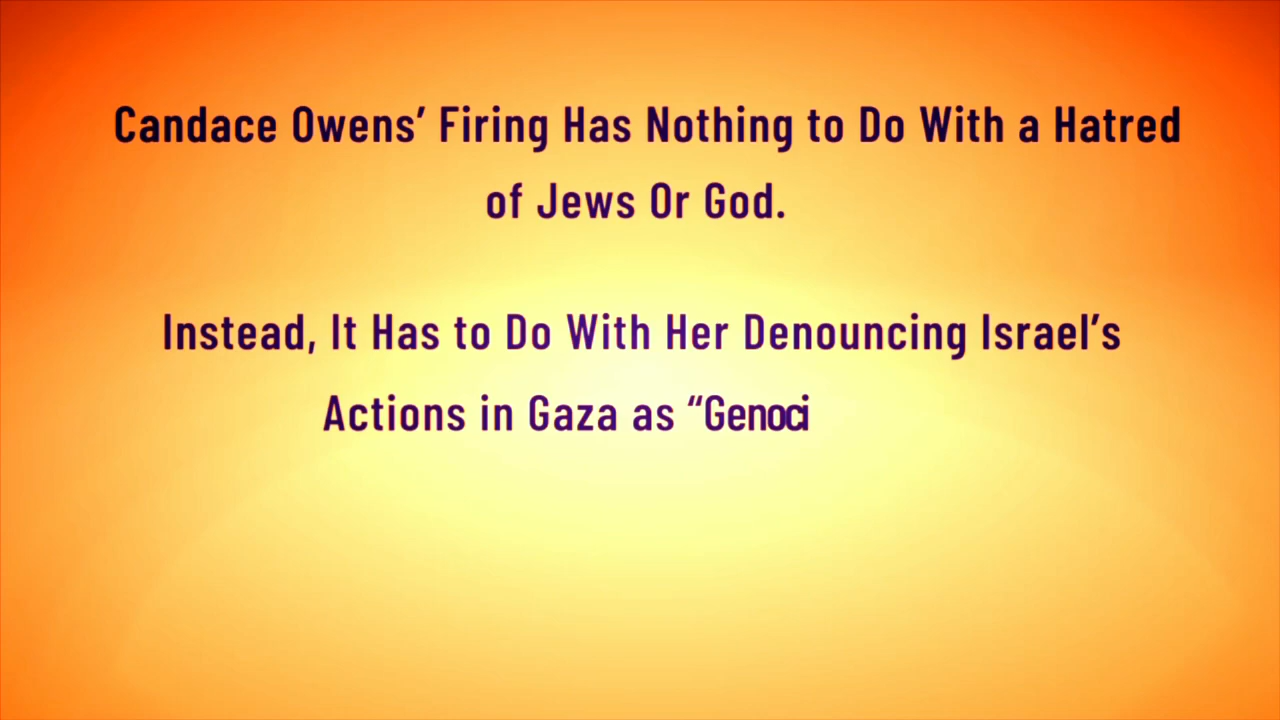 Candace Owens’ Firing Has Nothing to Do With a Hatred
of Jews Or God.
Instead, It Has to Do With Her Denouncing Israel’s
Actions in Gaza as “Genoci